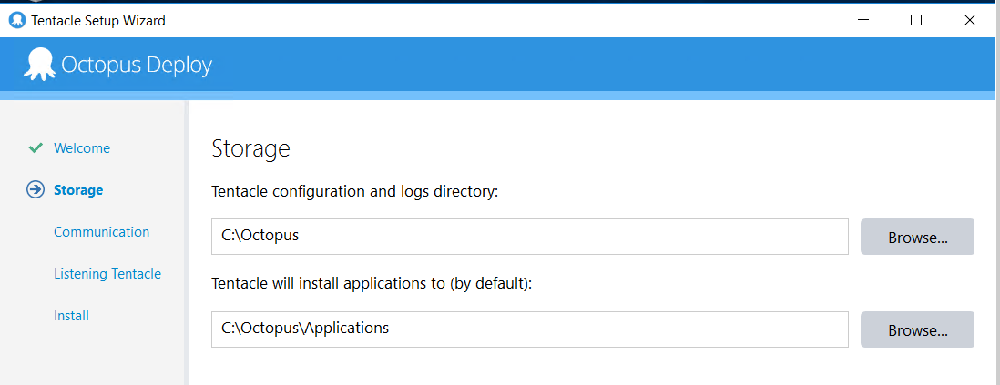 Tentacle Setup Wizard
Octopus Deploy
Welcome
Storage
Communication
Listening Tentacle
Install
Storage
Tentacle configuration and logs directory:
C:\Octopus
Browse...
Tentacle will install applications to (by default):
C:\Octopus\Applications
Browse...